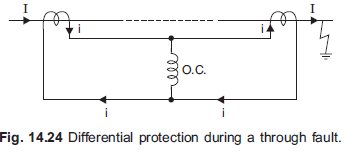 I I
i i
O.C.
i i
Fig. 14.24 Differential protection during a through fault.